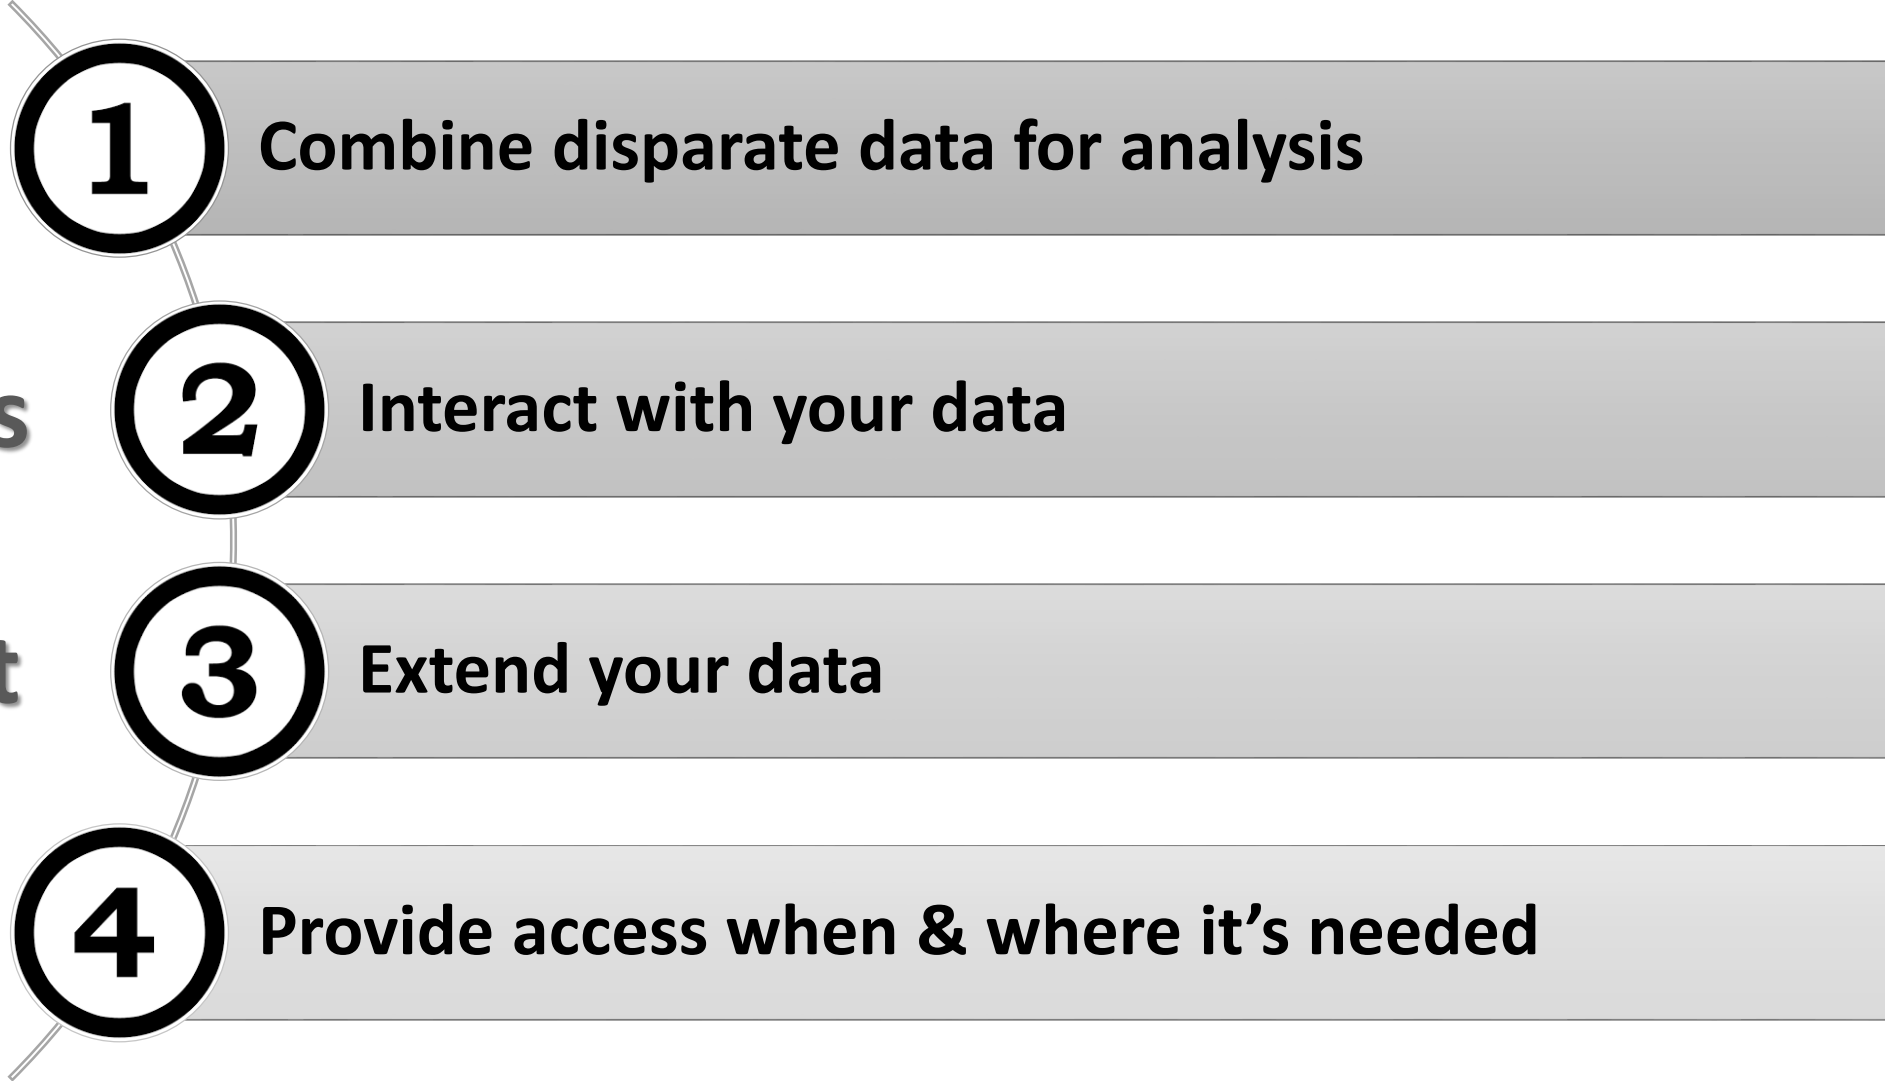 1 Combine disparate data for analysis
2 Interact with your data
3 Extend your data
4 Provide access when & where it’s needed